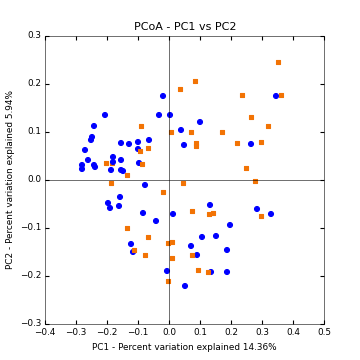 PCoA - PC1 vs PC2
PC2 - Percent variation explained 5.94%
0.3
0.2
0.1
0.0
−0.1
−0.2
−0.3
−0.4 −0.3 −0.2 −0.1 0.0 0.1 0.2 0.3 0.4 0.5
PC1 - Percent variation explained 14.36%